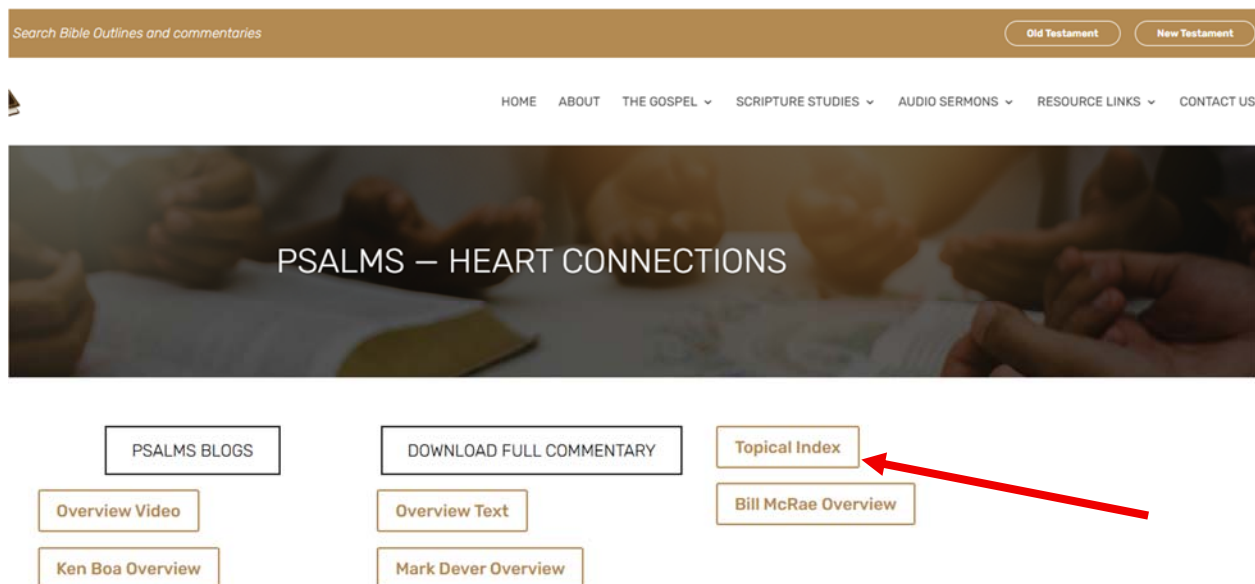 Search Bible Outlines and commentaries
Old Testament
New Testament
HOME ABOUT THE GOSPEL SCRIPTURE STUDIES AUDIO SERMONS RESOURCE LINKS CONTACT US
PSALMS — HEART CONNECTIONS
PSALMS BLOGS
DOWNLOAD FULL COMMENTARY
Topical Index
Overview Video
Overview Text
Bill McRae Overview
Ken Boa Overview
Mark Dever Overview